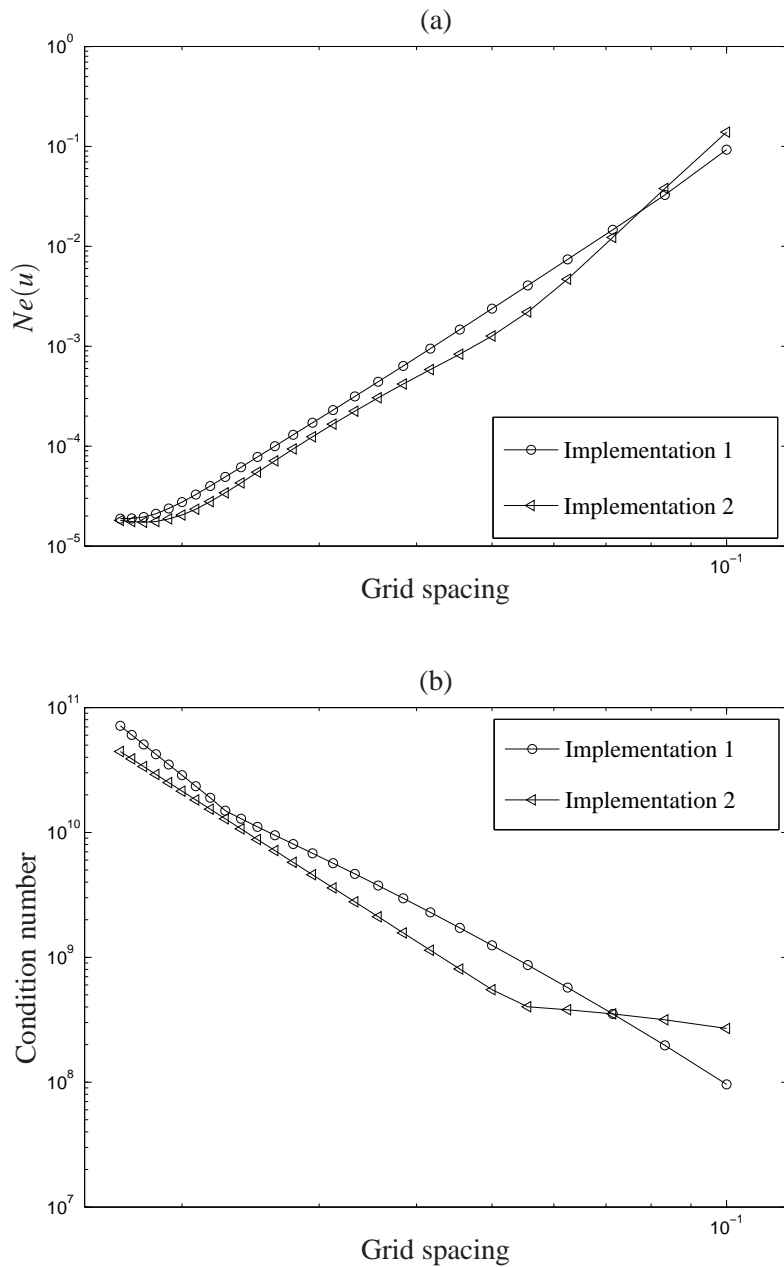 (a)
10^0
10^-1
10^-2
10^-3
10^-4
10^-5
Ne(u)
Implementation 1
Implementation 2
10^-1
Grid spacing
(b)
10^11
10^10
10^9
10^8
10^7
Condition number
Implementation 1
Implementation 2
10^-1
Grid spacing